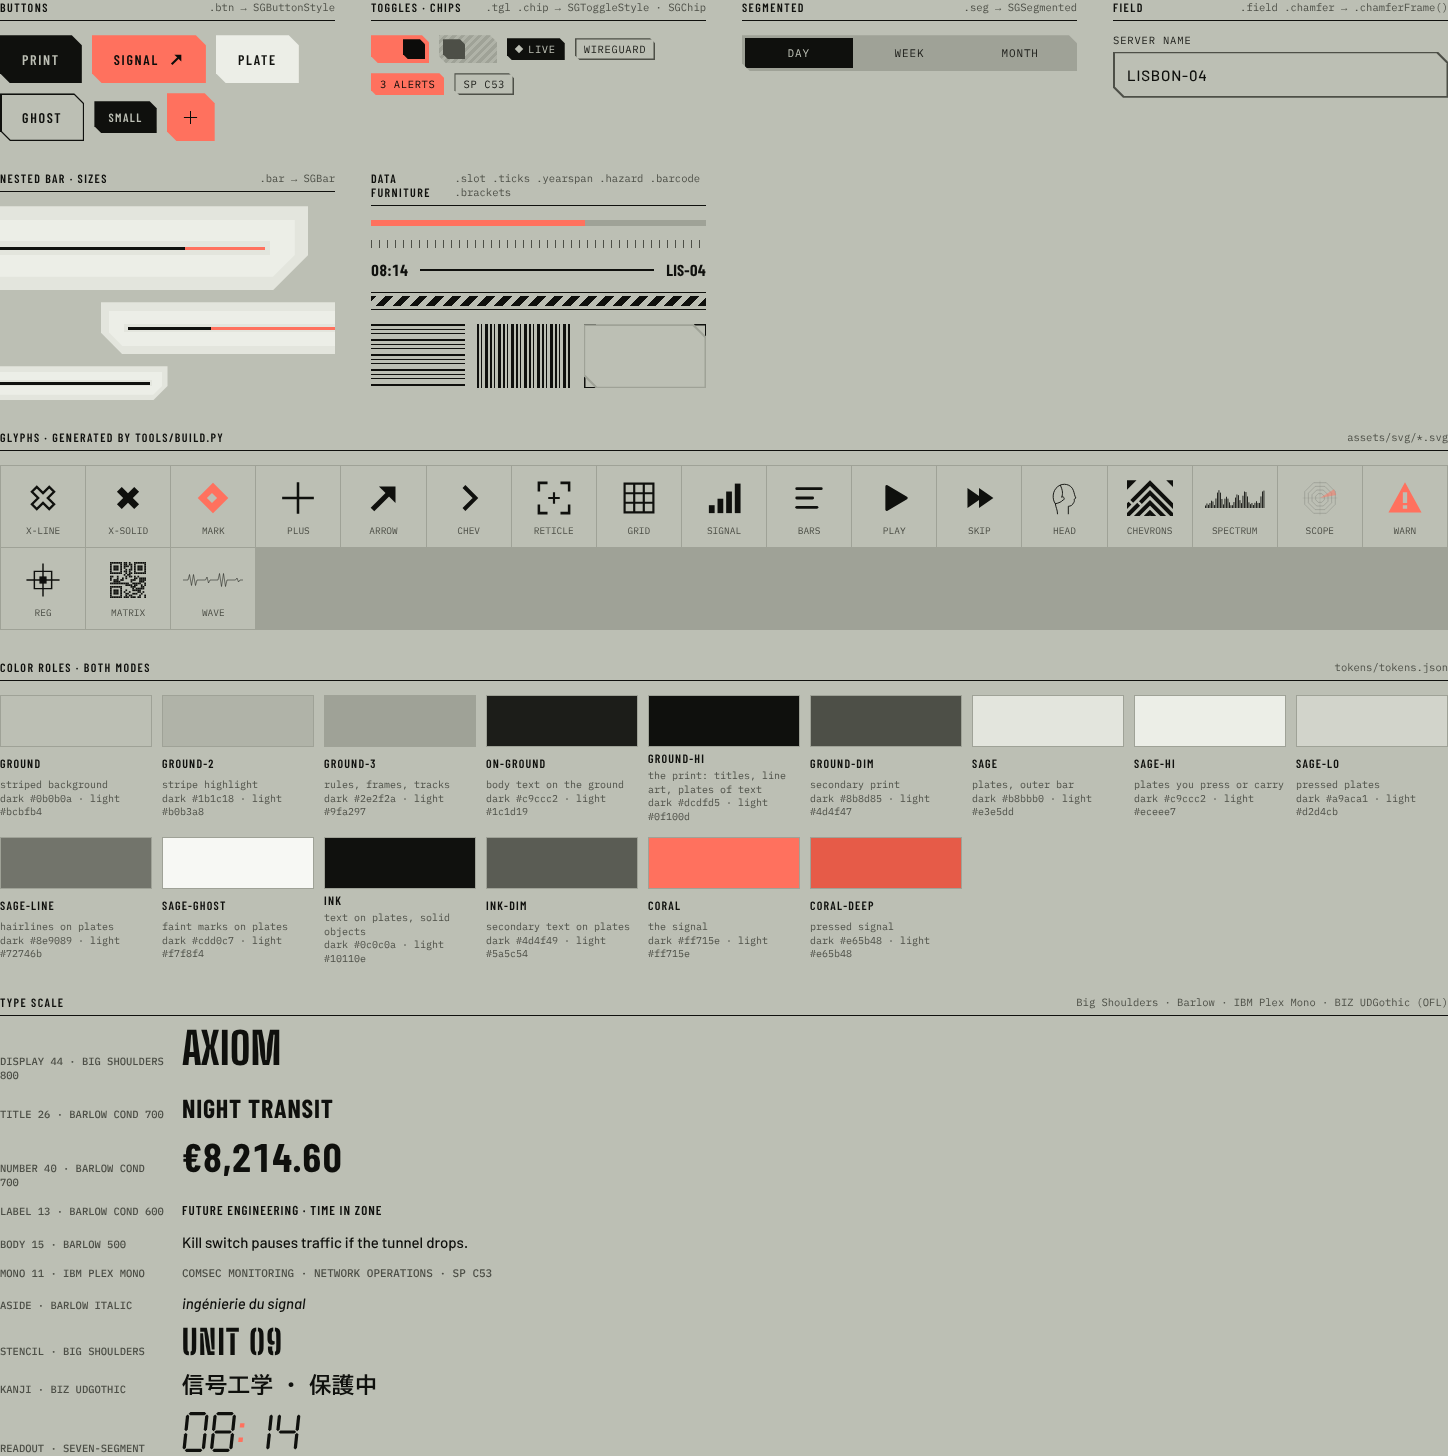 BUTTONS
.btn → SGButtonStyle
PRINT
SIGNAL ↗
PLATE
GHOST
SMALL
+
TOGGLES · CHIPS
.tgl .chip → SGToggleStyle · SGChip
◆ LIVE
WIREGUARD
3 ALERTS
SP C53
SEGMENTED
.seg → SGSegmented
DAY
WEEK
MONTH
FIELD
.field .chamfer → .chamferFrame()
SERVER NAME
LISBON-04
NESTED BAR · SIZES
.bar → SGBar
DATA
FURNITURE
.slot .ticks .yearspan .hazard .barcode
.brackets
08:14
LIS-04
GLYPHS · GENERATED BY TOOLS/BUILD.PY
assets/svg/*.svg
X-LINE
X-SOLID
MARK
PLUS
ARROW
CHEV
RETICLE
GRID
SIGNAL
BARS
PLAY
SKIP
HEAD
CHEVRONS
SPECTRUM
SCOPE
WARN
REG
MATRIX
WAVE
COLOR ROLES · BOTH MODES
tokens/tokens.json
GROUND
striped background
dark #0b0b0a · light
#bcbfb4
GROUND-2
stripe highlight
dark #1b1c18 · light
#b0b3a8
GROUND-3
rules, frames, tracks
dark #2e2f2a · light
#9fa297
ON-GROUND
body text on the ground
dark #c9ccc2 · light
#1c1d19
GROUND-HI
the print: titles, line
art, plates of text
dark #dcdfd5 · light
#0f100d
GROUND-DIM
secondary print
dark #8b8d85 · light
#4d4f47
SAGE
plates, outer bar
dark #b8bbb0 · light
#e3e5dd
SAGE-HI
plates you press or carry
dark #c9ccc2 · light
#eceee7
SAGE-LO
pressed plates
dark #a9aca1 · light
#d2d4cb
SAGE-LINE
hairlines on plates
dark #8e9089 · light
#72746b
SAGE-GHOST
faint marks on plates
dark #cdd0c7 · light
#f7f8f4
INK
text on plates, solid
objects
dark #0c0c0a · light
#10110e
INK-DIM
secondary text on plates
dark #4d4f49 · light
#5a5c54
CORAL
the signal
dark #ff715e · light
#ff715e
CORAL-DEEP
pressed signal
dark #e65b48 · light
#e65b48
TYPE SCALE
Big Shoulders · Barlow · IBM Plex Mono · BIZ UDGothic (OFL)
DISPLAY 44 · BIG SHOULDERS
800
AXIOM
TITLE 26 · BARLOW COND 700
NIGHT TRANSIT
NUMBER 40 · BARLOW COND
700
€8,214.60
LABEL 13 · BARLOW COND 600
FUTURE ENGINEERING · TIME IN ZONE
BODY 15 · BARLOW 500
Kill switch pauses traffic if the tunnel drops.
MONO 11 · IBM PLEX MONO
COMSEC MONITORING · NETWORK OPERATIONS · SP C53
ASIDE · BARLOW ITALIC
ingénierie du signal
STENCIL · BIG SHOULDERS
UNIT 09
KANJI · BIZ UDGOTHIC
信号工学 ・ 保護中
READOUT · SEVEN-SEGMENT
08:14